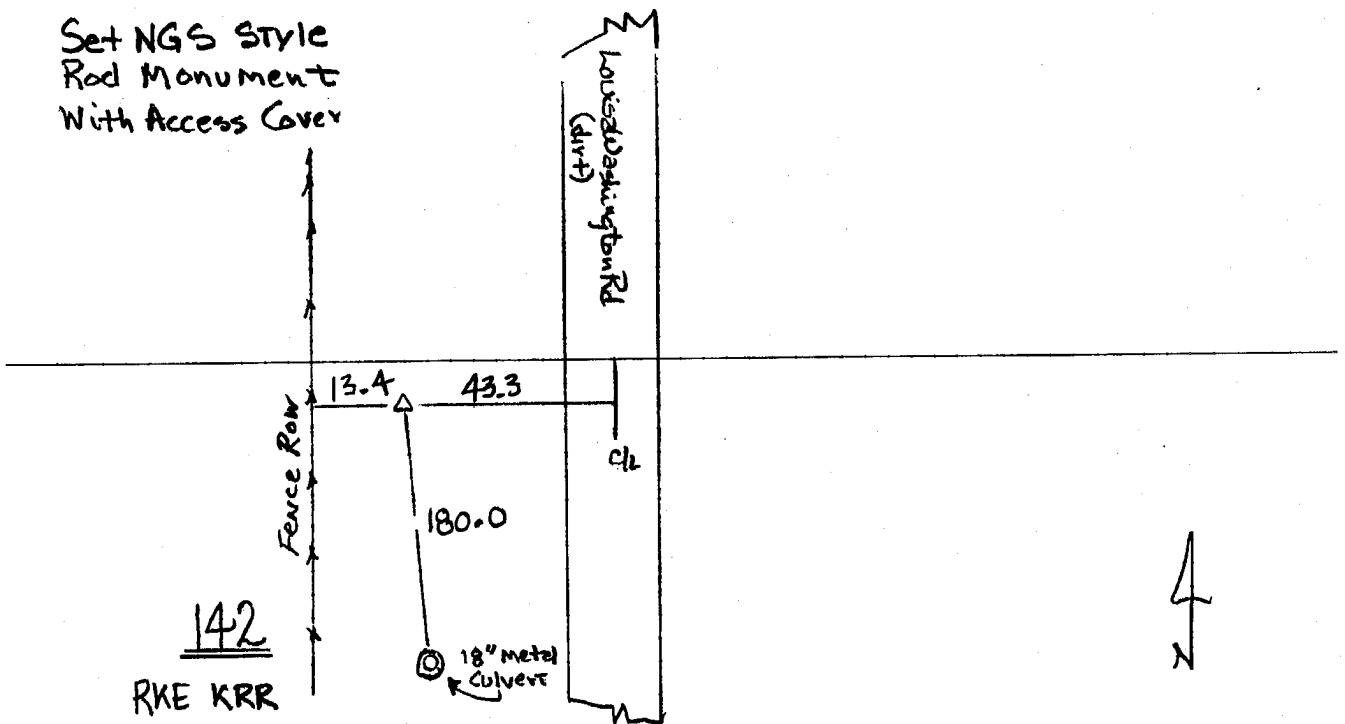 Set NGS Style
Rod Monument
With Access Cover
Louis Washington Rd
(dirt)
13.4
43.3
C/L
Fence Row
180.0
142
18" Metal
Culvert
RKE KRR
N